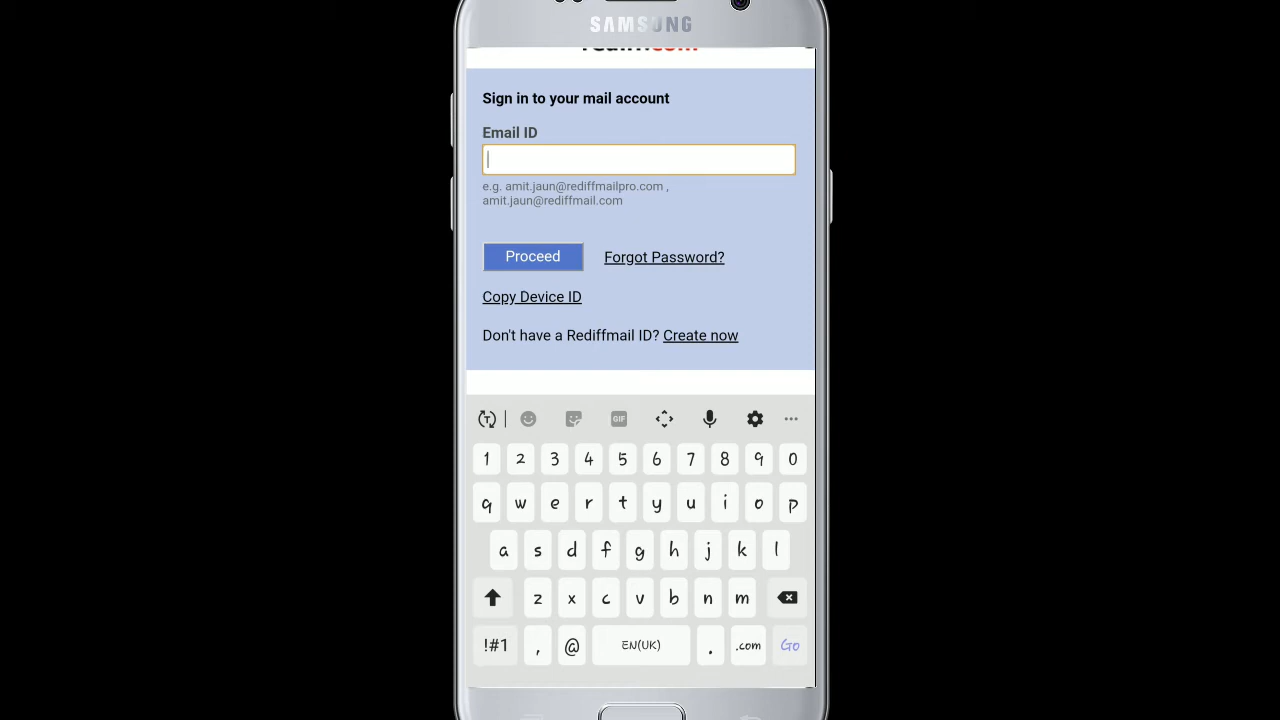 SAMSUNG
Sign in to your mail account
Email ID
e.g. amit.jaun@rediffmailpro.com ,
amit.jaun@rediffmail.com
Proceed Forgot Password?
Copy Device ID
Don't have a Rediffmail ID? Create now
T GIF
1 2 3 4 5 6 7 8 9 0
q w e r t y u i o p
a s d f g h j k l
z x c v b n m
!#1 , @ EN(UK) . .com Go